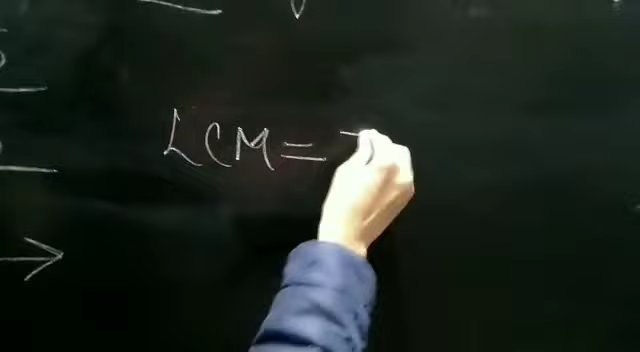 LCM =